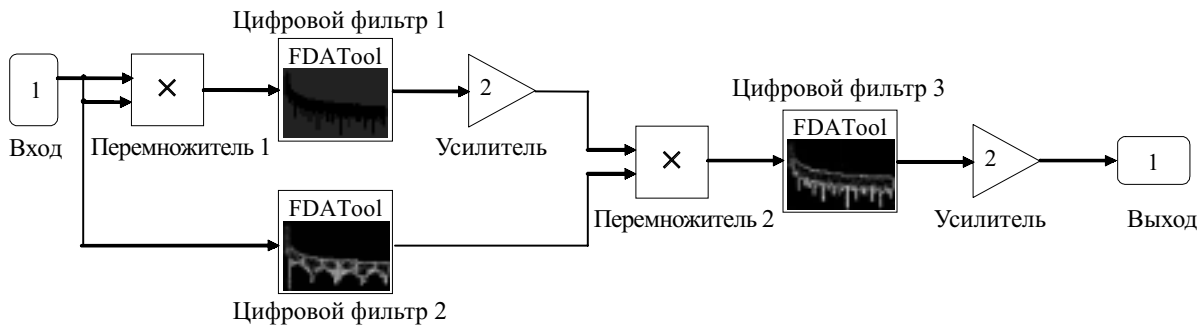 Цифровой фильтр 1
FDATool
1
×
2
Вход
Перемножитель 1
Усилитель
Цифровой фильтр 3
FDATool
×
2
1
Перемножитель 2
Усилитель
Выход
FDATool
Цифровой фильтр 2